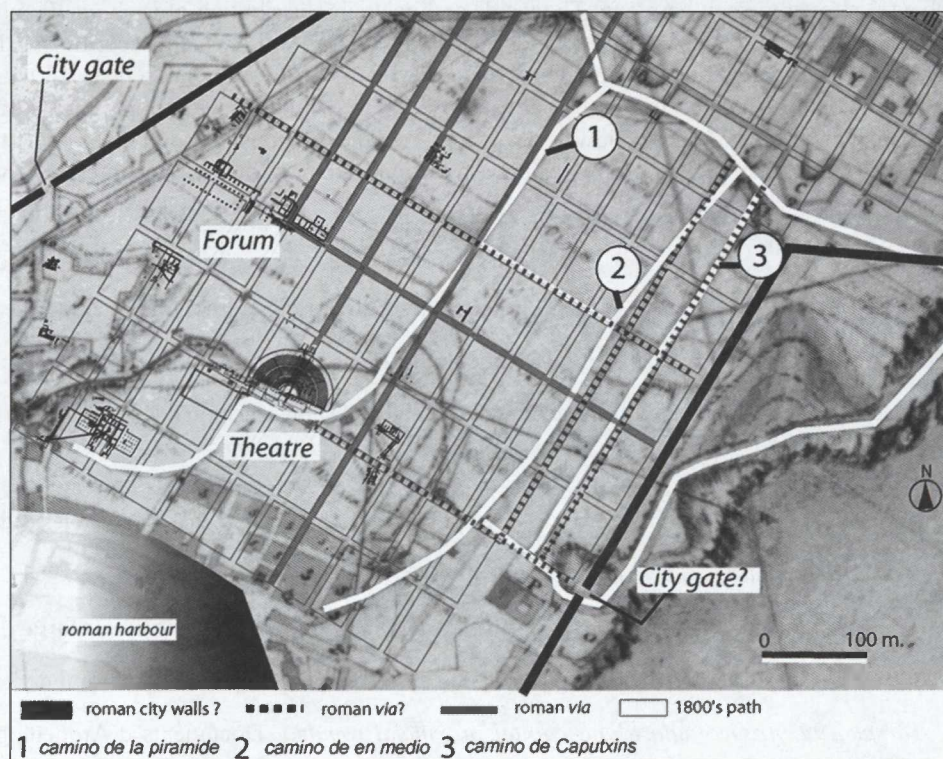 City gate
1
Forum
2
3
Theatre
N
City gate?
roman harbour
0 100 m.
roman city walls ? roman via? roman via 1800's path
1 camino de la piramide 2 camino de en medio 3 camino de Caputxins